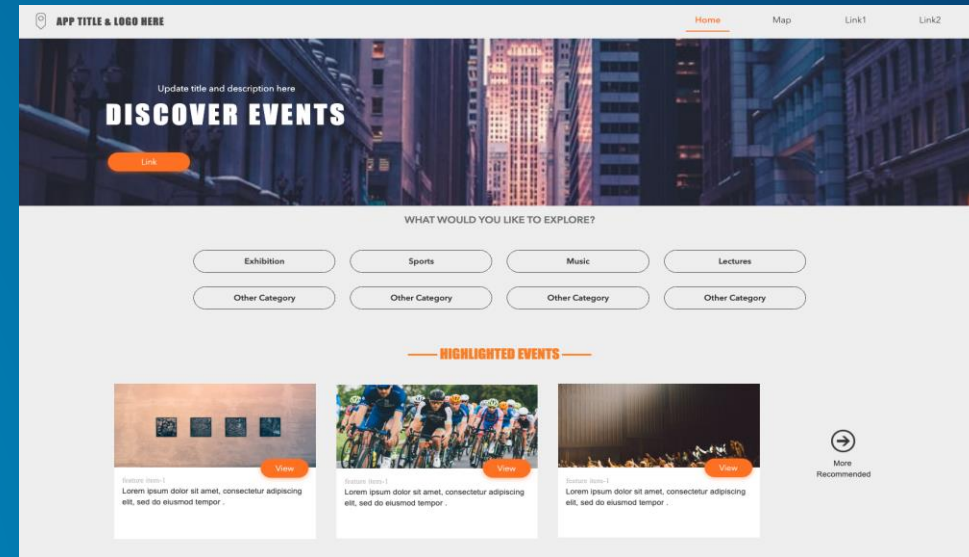 APP TITLE & LOGO HERE
Home Map Link1 Link2
Update title and description here
DISCOVER EVENTS
Link
WHAT WOULD YOU LIKE TO EXPLORE?
Exhibition Sports Music Lectures
Other Category Other Category Other Category Other Category
HIGHLIGHTED EVENTS
View
feature item-1
Lorem ipsum dolor sit amet, consectetur adipiscing
elit, sed do eiusmod tempor .
View
feature item-1
Lorem ipsum dolor sit amet, consectetur adipiscing
elit, sed do eiusmod tempor .
View
feature item-1
Lorem ipsum dolor sit amet, consectetur adipiscing
elit, sed do eiusmod tempor .
More
Recommended